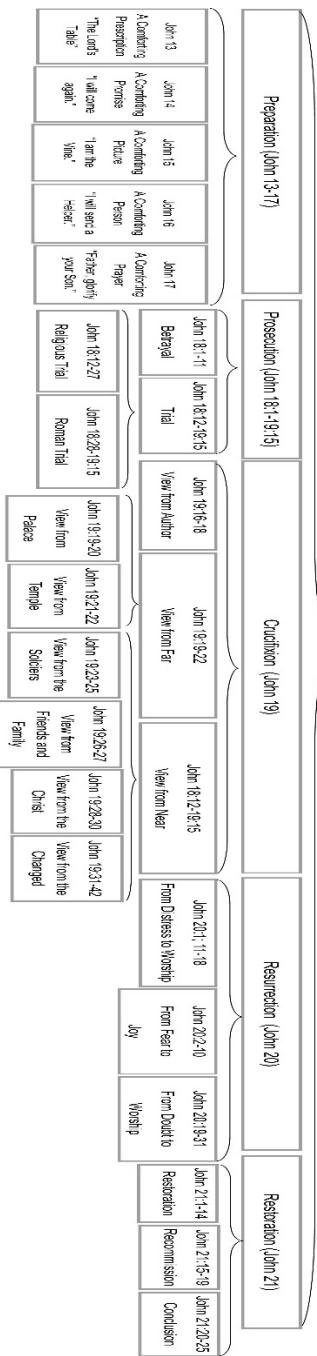 Preparation (John 13-17)
Prosecution (John 18:1-19:15)
Crucifixion (John 19)
Resurrection (John 20)
Restoration (John 21)
John 13
A Comforting
Prescription
"The Lord's
Table"
John 14
A Comforting
Promise
"I will come
again."
John 15
A Comforting
Picture
"I am the
Vine."
John 16
A Comforting
Person
"I will send a
Helper."
John 17
A Comforting
Prayer
"Father glorify
your Son."
John 18:1-11
Betrayal
John 18:12-19:15
Trial
John 18:12-27
Religious Trial
John 18:28-19:15
Roman Trial
John 19:16-18
View from Author
John 19:19-22
View from Far
John 18:12-19:15
View from Near
John 19:19-20
View from
Palace
John 19:21-22
View from
Temple
John 19:23-25
View from the
Soldiers
John 19:26-27
View from
Friends and
Family
John 19:28-30
View from the
Christ
John 19:31-42
View from the
Changed
John 20:1; 11-18
From Distress to Worship
John 20:2-10
From Fear to
Joy
John 20:19-31
From Doubt to
Worship
John 21:1-14
Restoration
John 21:15-19
Recommission
John 21:20-25
Conclusion